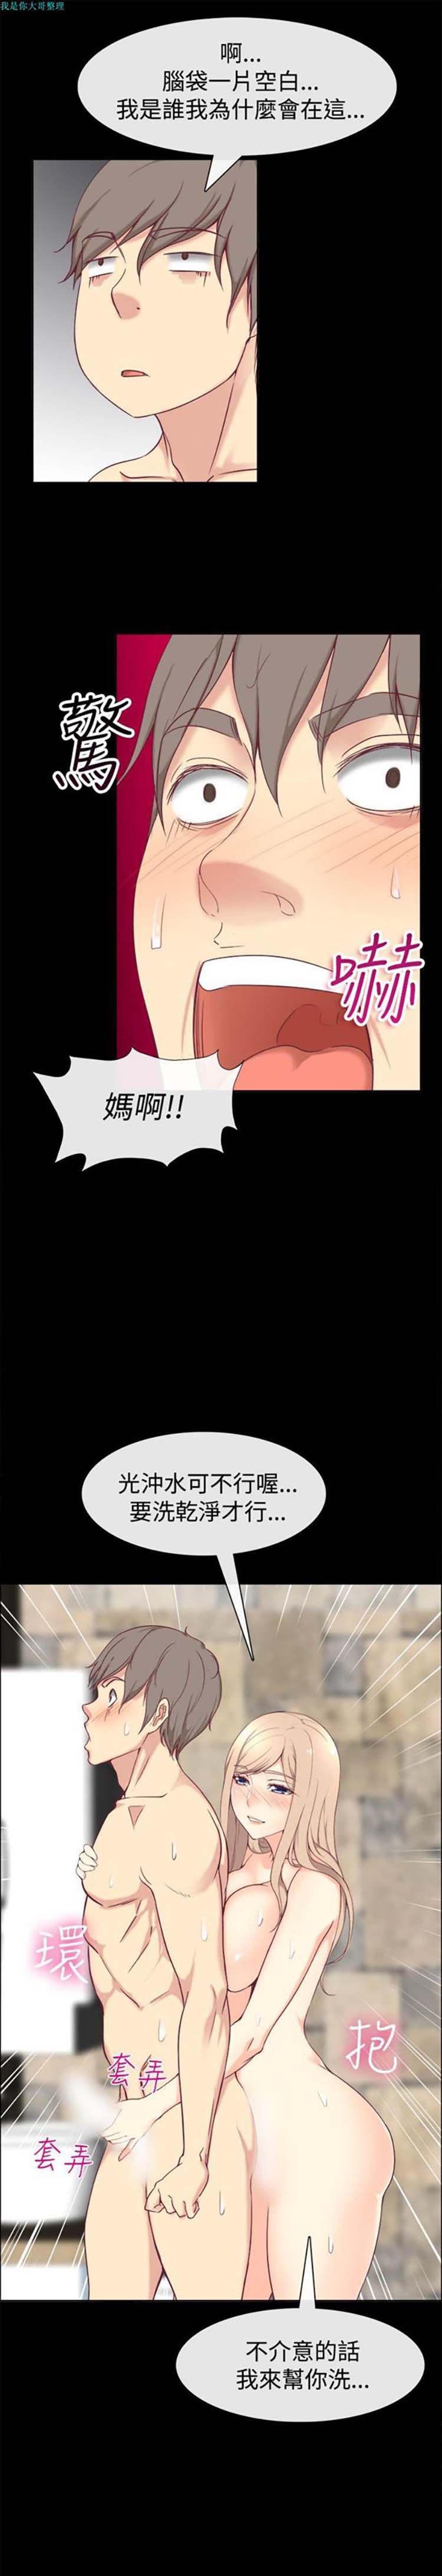 我是你大哥整理
啊...
腦袋一片空白...
我是誰我為什麼會在這...
驚
嚇
媽啊!!
光沖水可不行喔...
要洗乾淨才行...
環
抱
套弄
套弄
不介意的話
我來幫你洗...